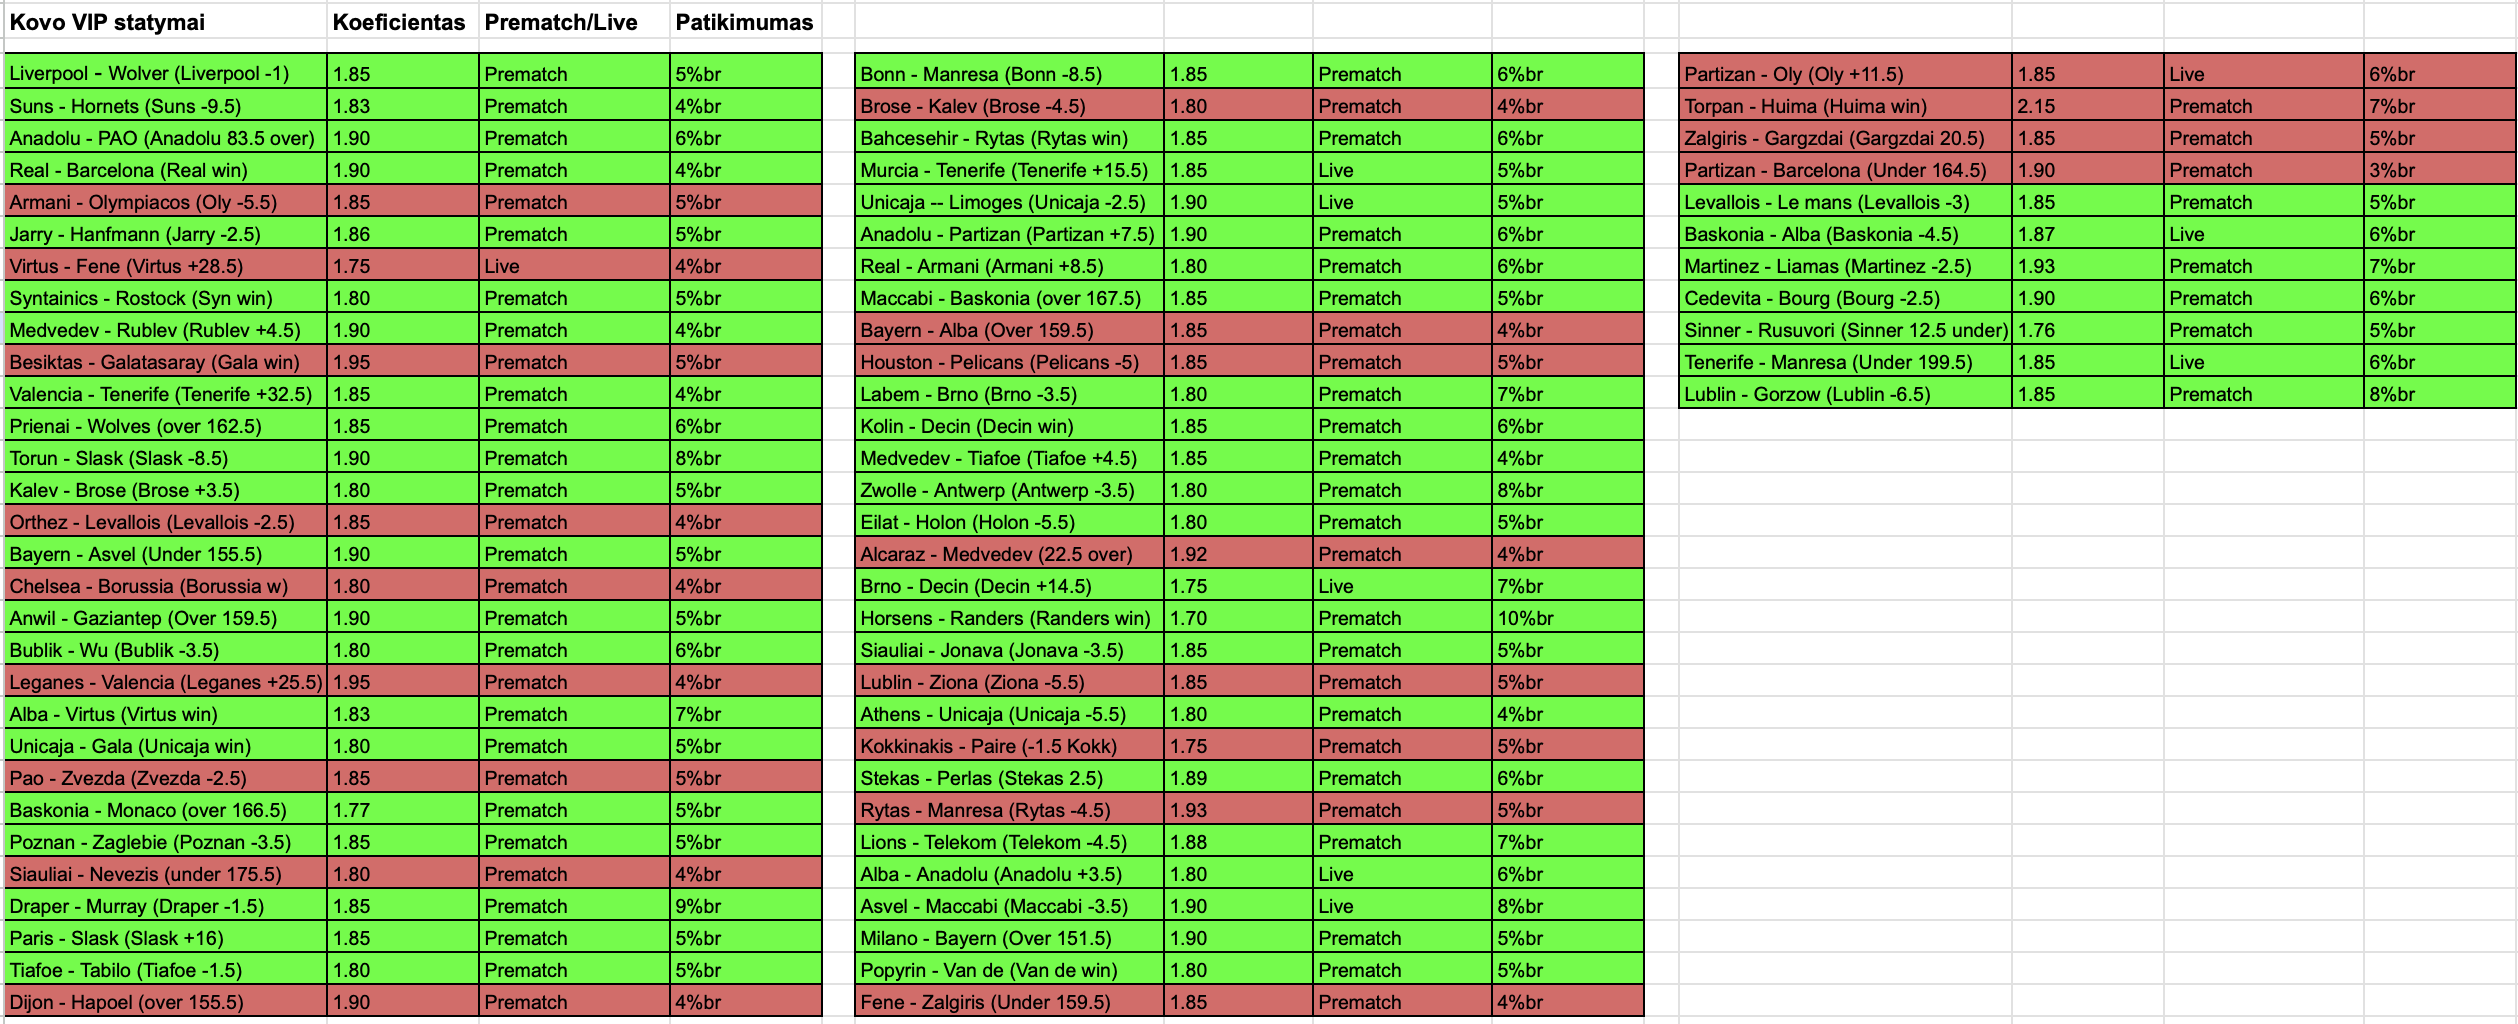 Kovo VIP statymai Koeficientas Prematch/Live Patikimumas
Liverpool - Wolver (Liverpool -1) 1.85 Prematch 5%br
Suns - Hornets (Suns -9.5) 1.83 Prematch 4%br
Anadolu - PAO (Anadolu 83.5 over) 1.90 Prematch 6%br
Real - Barcelona (Real win) 1.90 Prematch 4%br
Armani - Olympiacos (Oly -5.5) 1.85 Prematch 5%br
Jarry - Hanfmann (Jarry -2.5) 1.86 Prematch 5%br
Virtus - Fene (Virtus +28.5) 1.75 Live 4%br
Syntainics - Rostock (Syn win) 1.80 Prematch 5%br
Medvedev - Rublev (Rublev +4.5) 1.90 Prematch 4%br
Besiktas - Galatasaray (Gala win) 1.95 Prematch 5%br
Valencia - Tenerife (Tenerife +32.5) 1.85 Prematch 4%br
Prienai - Wolves (over 162.5) 1.85 Prematch 6%br
Torun - Slask (Slask -8.5) 1.90 Prematch 8%br
Kalev - Brose (Brose +3.5) 1.80 Prematch 5%br
Orthez - Levallois (Levallois -2.5) 1.85 Prematch 4%br
Bayern - Asvel (Under 155.5) 1.90 Prematch 5%br
Chelsea - Borussia (Borussia w) 1.80 Prematch 4%br
Anwil - Gaziantep (Over 159.5) 1.90 Prematch 5%br
Bublik - Wu (Bublik -3.5) 1.80 Prematch 6%br
Leganes - Valencia (Leganes +25.5) 1.95 Prematch 4%br
Alba - Virtus (Virtus win) 1.83 Prematch 7%br
Unicaja - Gala (Unicaja win) 1.80 Prematch 5%br
Pao - Zvezda (Zvezda -2.5) 1.85 Prematch 5%br
Baskonia - Monaco (over 166.5) 1.77 Prematch 5%br
Poznan - Zaglebie (Poznan -3.5) 1.85 Prematch 5%br
Siauliai - Nevezis (under 175.5) 1.80 Prematch 4%br
Draper - Murray (Draper -1.5) 1.85 Prematch 9%br
Paris - Slask (Slask +16) 1.85 Prematch 5%br
Tiafoe - Tabilo (Tiafoe -1.5) 1.80 Prematch 5%br
Dijon - Hapoel (over 155.5) 1.90 Prematch 4%br
Bonn - Manresa (Bonn -8.5) 1.85 Prematch 6%br
Brose - Kalev (Brose -4.5) 1.80 Prematch 4%br
Bahcesehir - Rytas (Rytas win) 1.85 Prematch 6%br
Murcia - Tenerife (Tenerife +15.5) 1.85 Live 5%br
Unicaja -- Limoges (Unicaja -2.5) 1.90 Live 5%br
Anadolu - Partizan (Partizan +7.5) 1.90 Prematch 6%br
Real - Armani (Armani +8.5) 1.80 Prematch 6%br
Maccabi - Baskonia (over 167.5) 1.85 Prematch 5%br
Bayern - Alba (Over 159.5) 1.85 Prematch 4%br
Houston - Pelicans (Pelicans -5) 1.85 Prematch 5%br
Labem - Brno (Brno -3.5) 1.80 Prematch 7%br
Kolin - Decin (Decin win) 1.85 Prematch 6%br
Medvedev - Tiafoe (Tiafoe +4.5) 1.85 Prematch 4%br
Zwolle - Antwerp (Antwerp -3.5) 1.80 Prematch 8%br
Eilat - Holon (Holon -5.5) 1.80 Prematch 5%br
Alcaraz - Medvedev (22.5 over) 1.92 Prematch 4%br
Brno - Decin (Decin +14.5) 1.75 Live 7%br
Horsens - Randers (Randers win) 1.70 Prematch 10%br
Siauliai - Jonava (Jonava -3.5) 1.85 Prematch 5%br
Lublin - Ziona (Ziona -5.5) 1.85 Prematch 5%br
Athens - Unicaja (Unicaja -5.5) 1.80 Prematch 4%br
Kokkinakis - Paire (-1.5 Kokk) 1.75 Prematch 5%br
Stekas - Perlas (Stekas 2.5) 1.89 Prematch 6%br
Rytas - Manresa (Rytas -4.5) 1.93 Prematch 5%br
Lions - Telekom (Telekom -4.5) 1.88 Prematch 7%br
Alba - Anadolu (Anadolu +3.5) 1.80 Live 6%br
Asvel - Maccabi (Maccabi -3.5) 1.90 Live 8%br
Milano - Bayern (Over 151.5) 1.90 Prematch 5%br
Popyrin - Van de (Van de win) 1.80 Prematch 5%br
Fene - Zalgiris (Under 159.5) 1.85 Prematch 4%br
Partizan - Oly (Oly +11.5) 1.85 Live 6%br
Torpan - Huima (Huima win) 2.15 Prematch 7%br
Zalgiris - Gargzdai (Gargzdai 20.5) 1.85 Prematch 5%br
Partizan - Barcelona (Under 164.5) 1.90 Prematch 3%br
Levallois - Le mans (Levallois -3) 1.85 Prematch 5%br
Baskonia - Alba (Baskonia -4.5) 1.87 Live 6%br
Martinez - Liamas (Martinez -2.5) 1.93 Prematch 7%br
Cedevita - Bourg (Bourg -2.5) 1.90 Prematch 6%br
Sinner - Rusuvori (Sinner 12.5 under) 1.76 Prematch 5%br
Tenerife - Manresa (Under 199.5) 1.85 Live 6%br
Lublin - Gorzow (Lublin -6.5) 1.85 Prematch 8%br